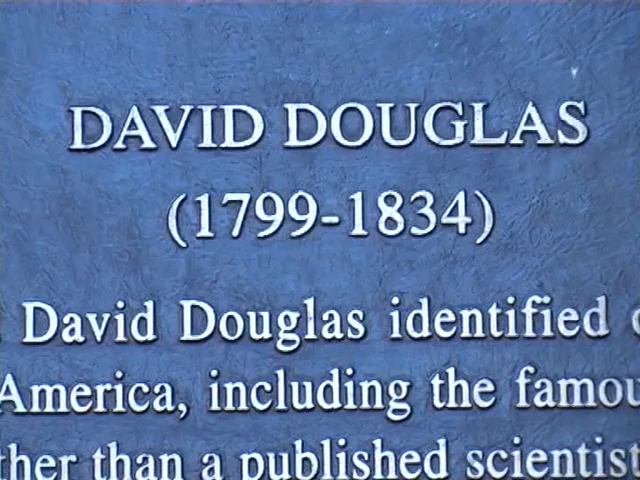 DAVID DOUGLAS
(1799-1834)
David Douglas identified
America, including the
than a published scientist